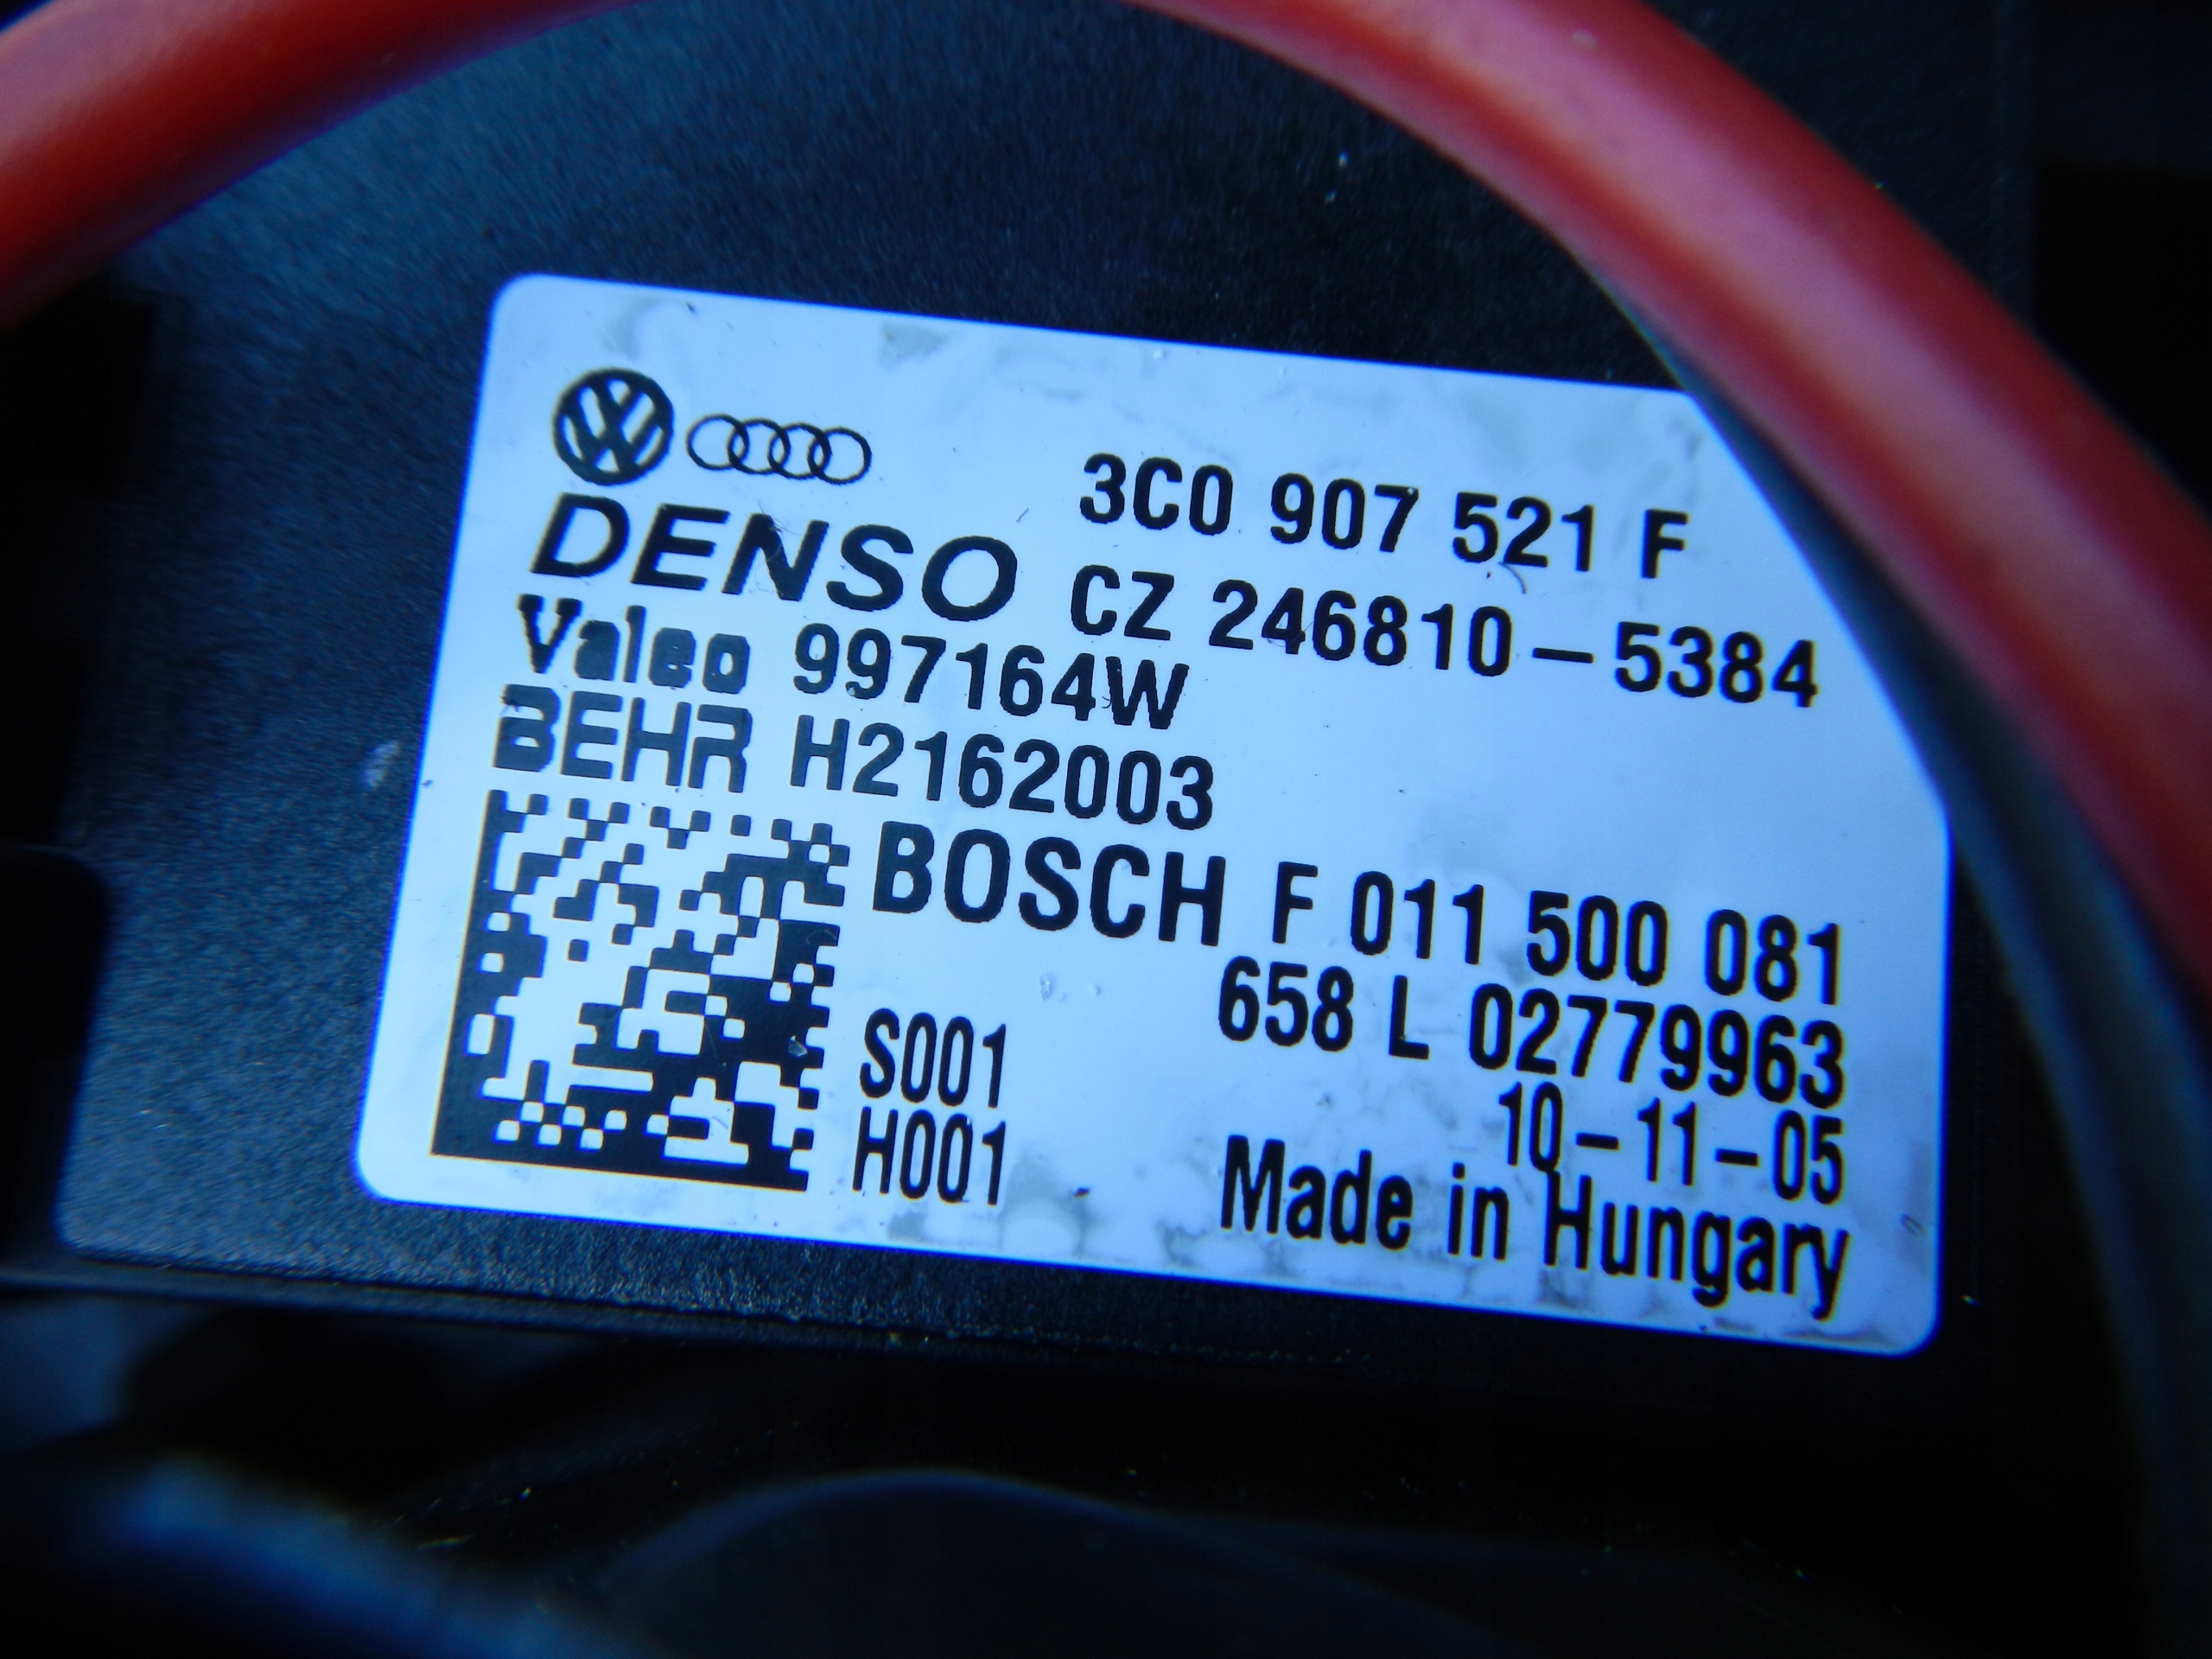 3C0 907 521 F
DENSO CZ 246810-5384
Valeo 997164W
BEHR H2162003
BOSCH F 011 500 081
658 L 02779963
S001
10-11-05
H001
Made in Hungary